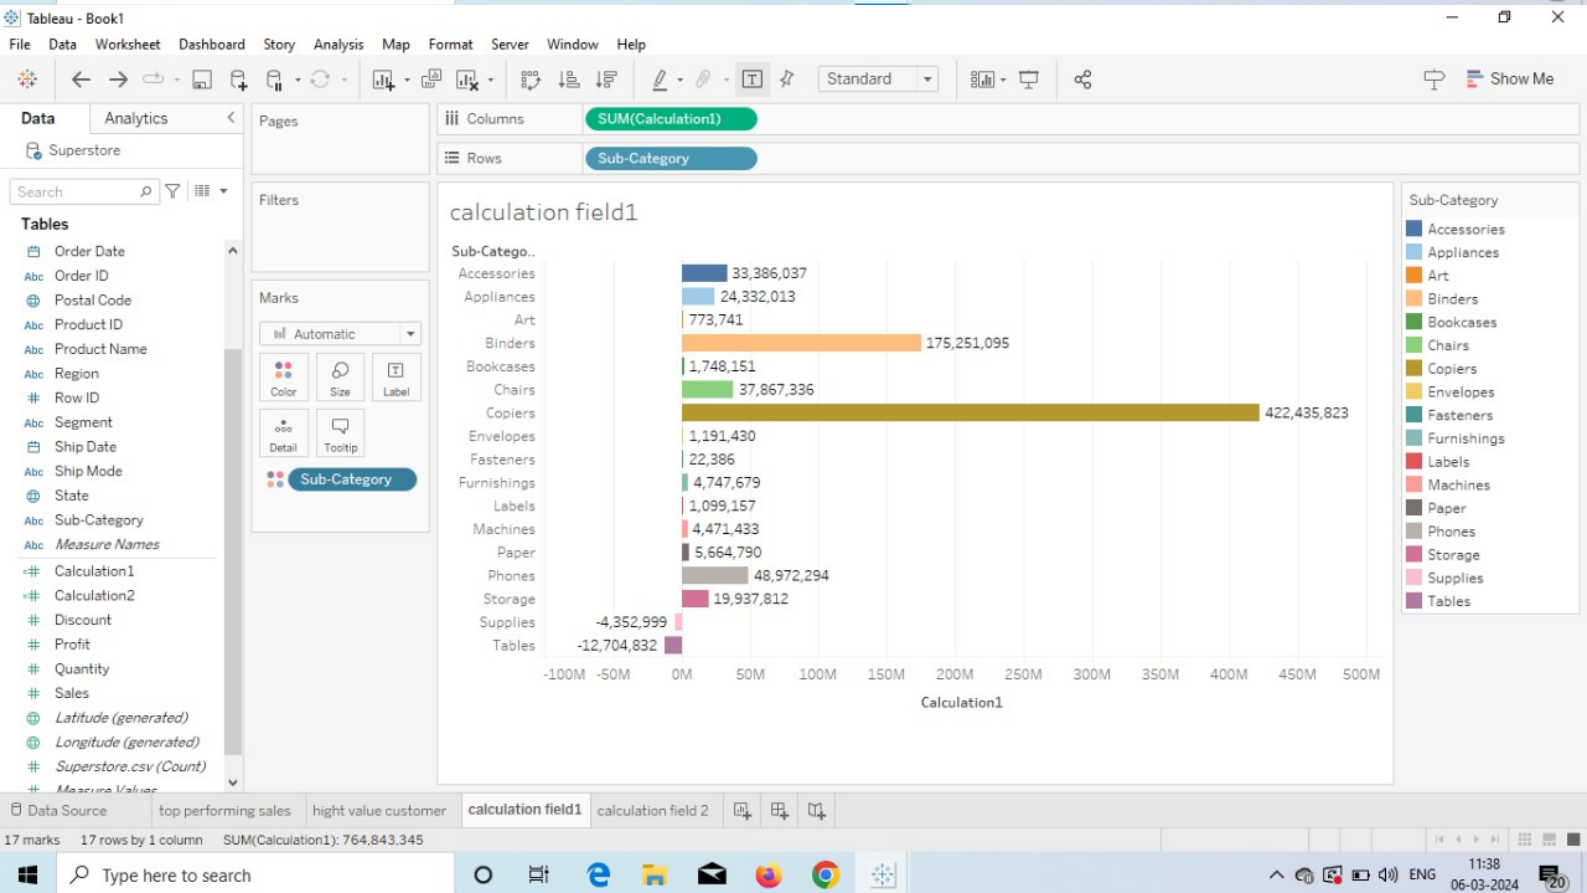 Tableau - Book1
File Data Worksheet Dashboard Story Analysis Map Format Server Window Help
Standard
Show Me
Data Analytics
Superstore
Search
Tables
Order Date
Abc Order ID
Postal Code
Abc Product ID
Abc Product Name
Abc Region
# Row ID
Abc Segment
Ship Date
Abc Ship Mode
State
Abc Sub-Category
Abc Measure Names
=# Calculation1
=# Calculation2
# Discount
# Profit
# Quantity
# Sales
Latitude (generated)
Longitude (generated)
# Superstore.csv (Count)
# Measure Values
Pages
Filters
Marks
Automatic
Color Size Label
Detail Tooltip
Sub-Category
Columns SUM(Calculation1)
Rows Sub-Category
calculation field1
Sub-Catego..
Accessories 33,386,037
Appliances 24,332,013
Art 773,741
Binders 175,251,095
Bookcases 1,748,151
Chairs 37,867,336
Copiers 422,435,823
Envelopes 1,191,430
Fasteners 22,386
Furnishings 4,747,679
Labels 1,099,157
Machines 4,471,433
Paper 5,664,790
Phones 48,972,294
Storage 19,937,812
Supplies -4,352,999
Tables -12,704,832
-100M -50M 0M 50M 100M 150M 200M 250M 300M 350M 400M 450M 500M
Calculation1
Sub-Category
Accessories
Appliances
Art
Binders
Bookcases
Chairs
Copiers
Envelopes
Fasteners
Furnishings
Labels
Machines
Paper
Phones
Storage
Supplies
Tables
Data Source top performing sales hight value customer calculation field1 calculation field 2
17 marks 17 rows by 1 column SUM(Calculation1): 764,843,345
Type here to search
ENG
11:38
06-03-2024
20